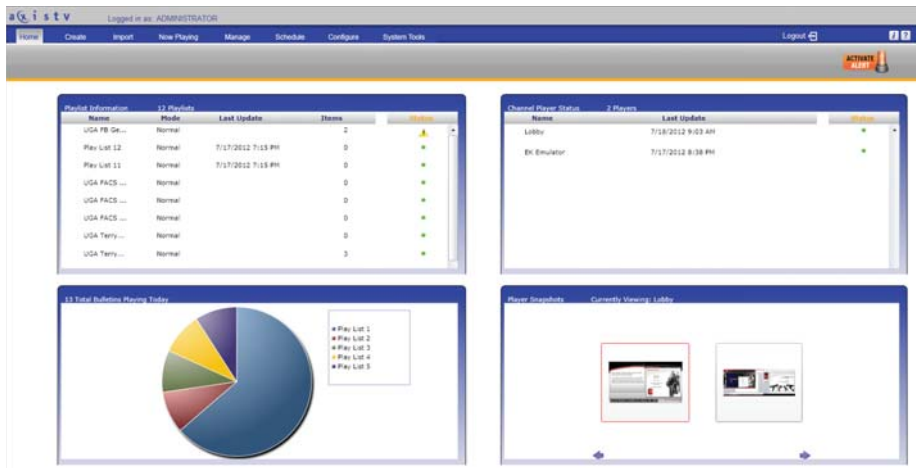 axistv
Logged in as: ADMINISTRATOR
Home Create Import Now Playing Manage Schedule Configure System Tools Logout i ?
ACTIVATE ALERT
Playlist Information 12 Playlists
Name Mode Last Update Items Status
UGA FB Ge... Normal 2
Play List 12 Normal 7/17/2012 7:15 PM 0
Play List 11 Normal 7/17/2012 7:15 PM 0
UGA FACS ... Normal 0
UGA FACS ... Normal 0
UGA FACS ... Normal 0
UGA Terry... Normal 0
UGA Terry... Normal 3
Channel Player Status 2 Players
Name Last Update Status
Lobby 7/18/2012 9:03 AM
EK Emulator 7/17/2012 8:38 PM
13 Total Bulletins Playing Today
Play List 1
Play List 2
Play List 3
Play List 4
Play List 5
Player Snapshots Currently Viewing: Lobby